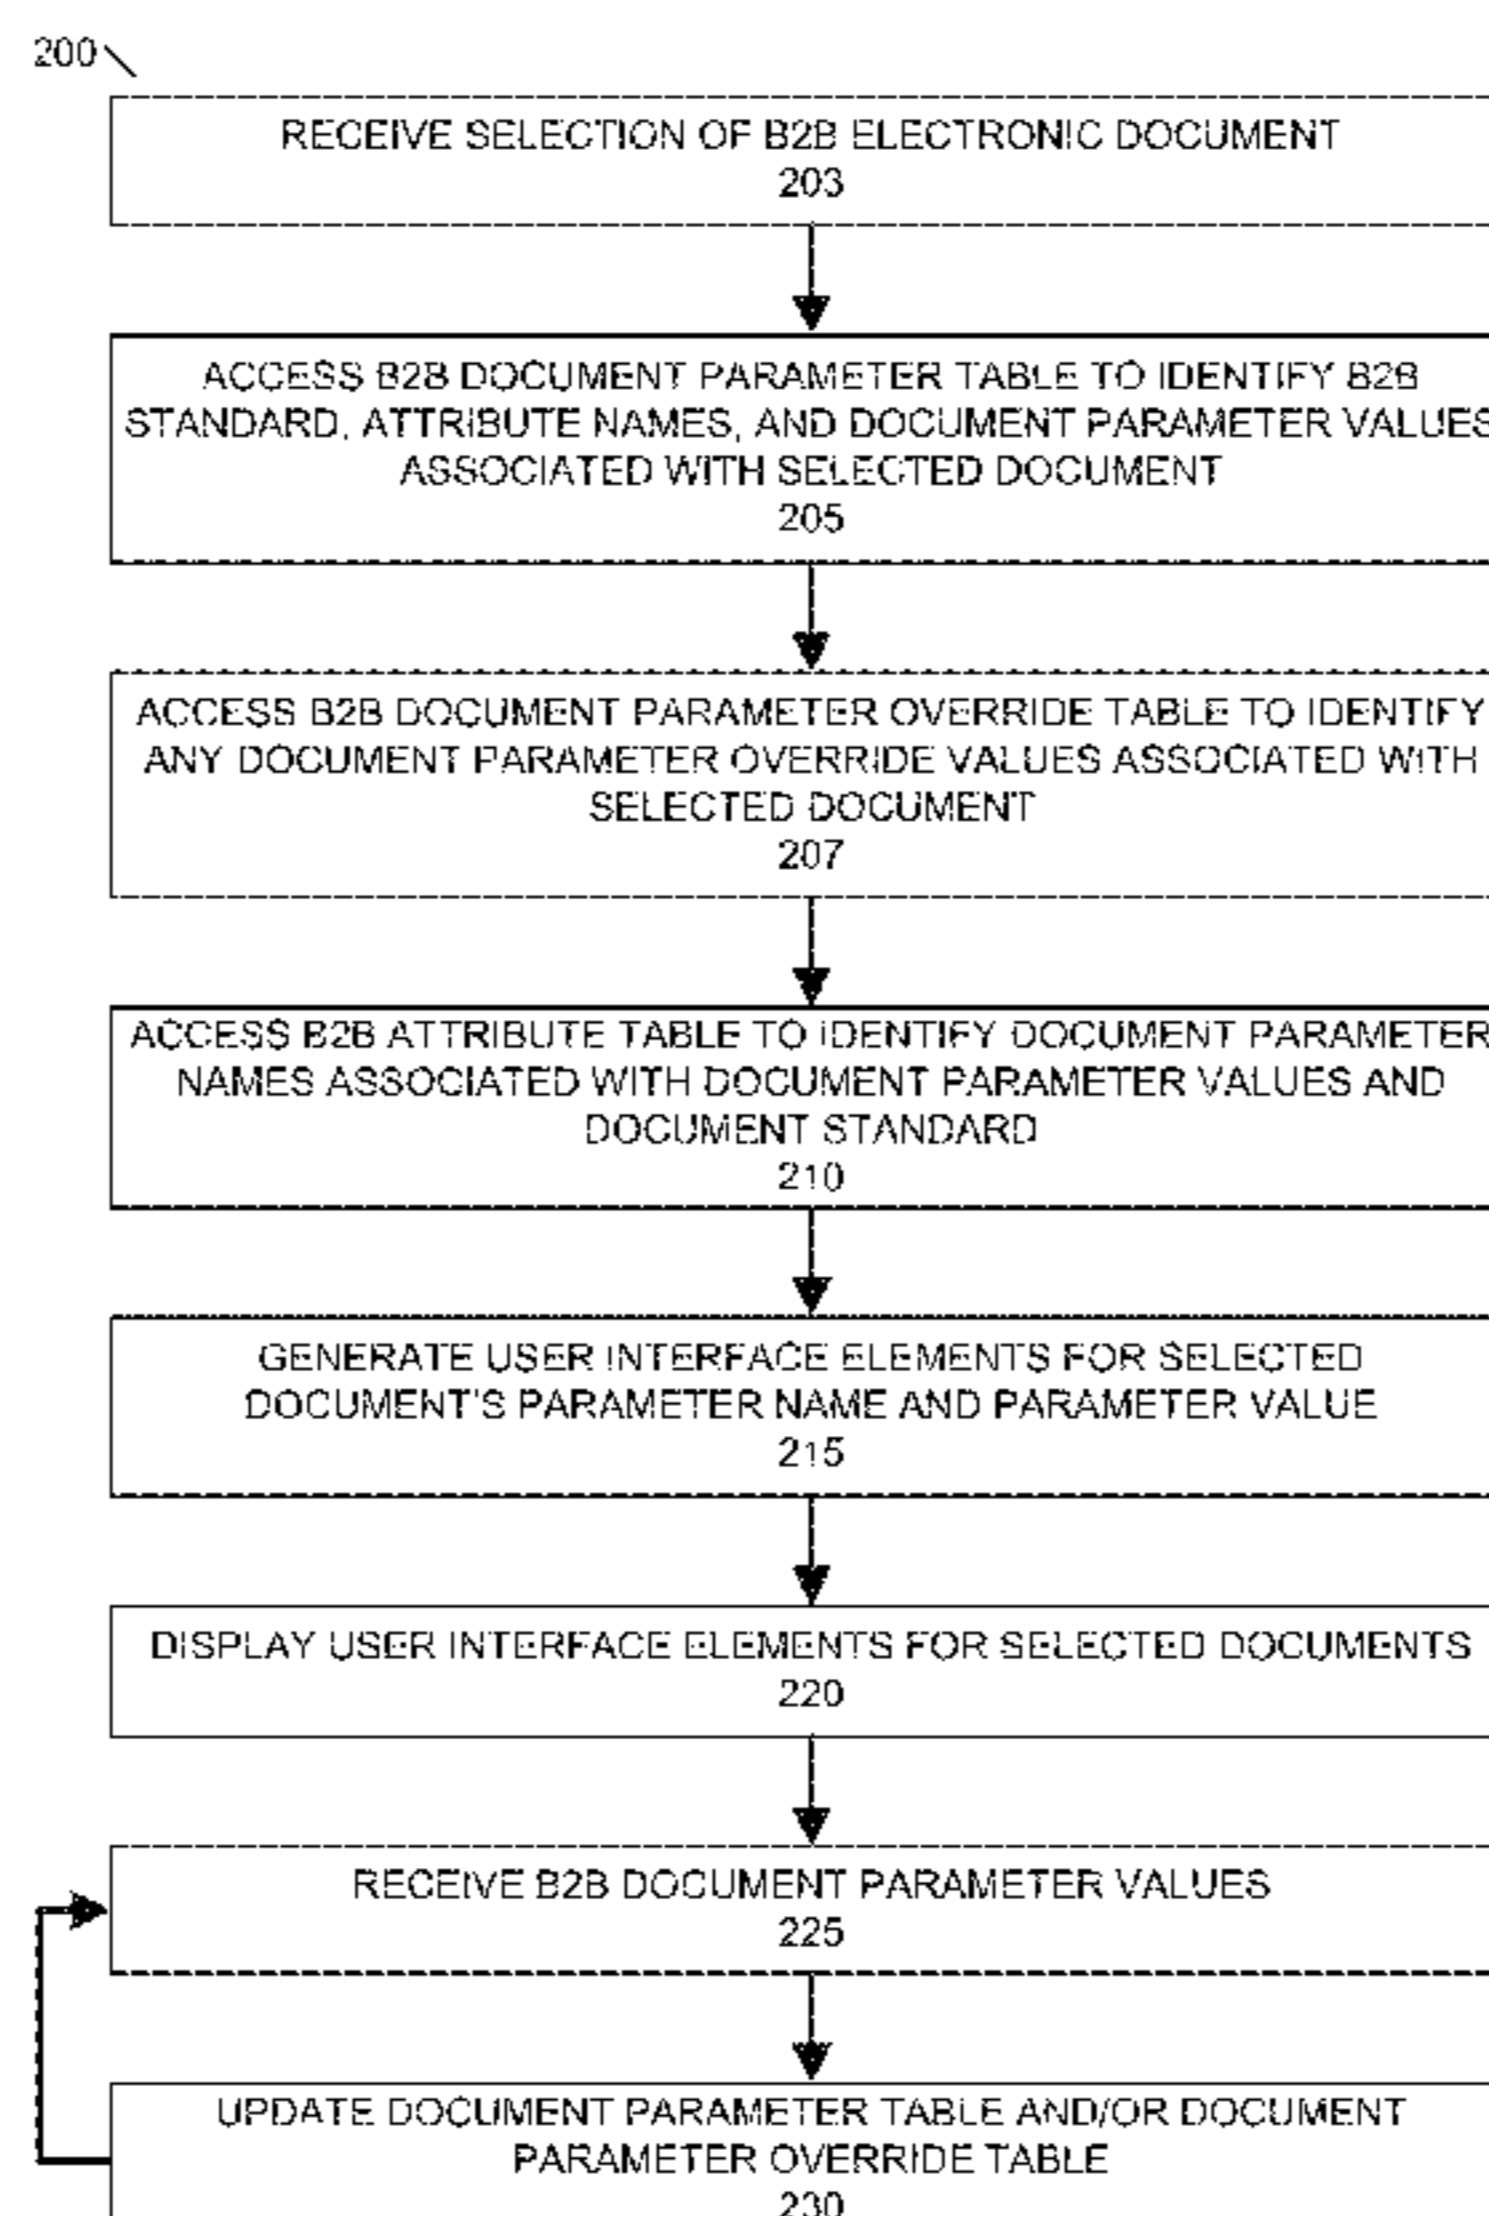 200
RECEIVE SELECTION OF B2B ELECTRONIC DOCUMENT
203
ACCESS B2B DOCUMENT PARAMETER TABLE TO IDENTIFY B2B
STANDARD, ATTRIBUTE NAMES, AND DOCUMENT PARAMETER VALUES
ASSOCIATED WITH SELECTED DOCUMENT
205
ACCESS B2B DOCUMENT PARAMETER OVERRIDE TABLE TO IDENTIFY
ANY DOCUMENT PARAMETER OVERRIDE VALUES ASSOCIATED WITH
SELECTED DOCUMENT
207
ACCESS B2B ATTRIBUTE TABLE TO IDENTIFY DOCUMENT PARAMETER
NAMES ASSOCIATED WITH DOCUMENT PARAMETER VALUES AND
DOCUMENT STANDARD
210
GENERATE USER INTERFACE ELEMENTS FOR SELECTED
DOCUMENT'S PARAMETER NAME AND PARAMETER VALUE
215
DISPLAY USER INTERFACE ELEMENTS FOR SELECTED DOCUMENTS
220
RECEIVE B2B DOCUMENT PARAMETER VALUES
225
UPDATE DOCUMENT PARAMETER TABLE AND/OR DOCUMENT
PARAMETER OVERRIDE TABLE
230